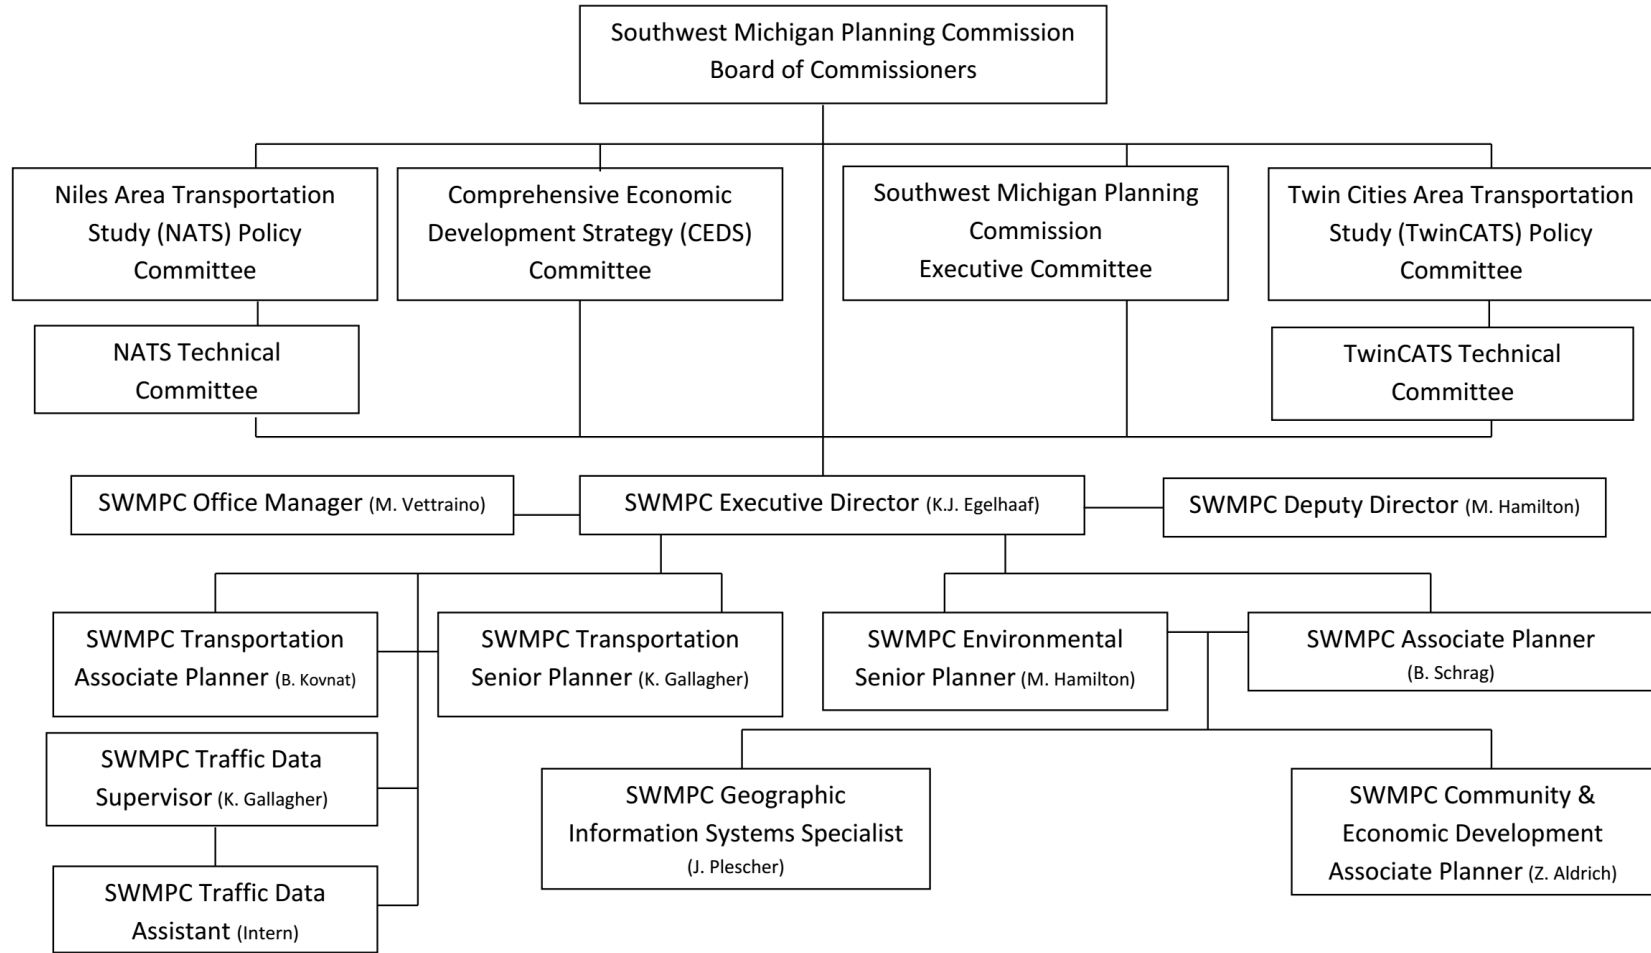 Southwest Michigan Planning Commission
Board of Commissioners
Niles Area Transportation
Study (NATS) Policy
Committee
Comprehensive Economic
Development Strategy (CEDS)
Committee
Southwest Michigan Planning
Commission
Executive Committee
Twin Cities Area Transportation
Study (TwinCATS) Policy
Committee
NATS Technical
Committee
TwinCATS Technical
Committee
SWMPC Office Manager (M. Vettraino)
SWMPC Executive Director (K.J. Egelhaaf)
SWMPC Deputy Director (M. Hamilton)
SWMPC Transportation
Associate Planner (B. Kovnat)
SWMPC Transportation
Senior Planner (K. Gallagher)
SWMPC Environmental
Senior Planner (M. Hamilton)
SWMPC Associate Planner
(B. Schrag)
SWMPC Traffic Data
Supervisor (K. Gallagher)
SWMPC Geographic
Information Systems Specialist
(J. Plescher)
SWMPC Community &
Economic Development
Associate Planner (Z. Aldrich)
SWMPC Traffic Data
Assistant (Intern)